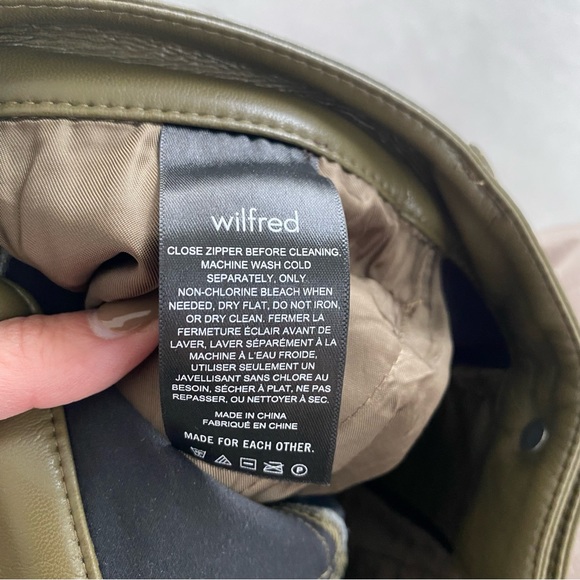 wilfred
CLOSE ZIPPER BEFORE CLEANING.
MACHINE WASH COLD
SEPARATELY, ONLY
NON-CHLORINE BLEACH WHEN
NEEDED, DRY FLAT, DO NOT IRON,
OR DRY CLEAN. FERMER LA
FERMETURE ÉCLAIR AVANT DE
LAVER, LAVER SÉPARÉMENT À LA
MACHINE À L'EAU FROIDE,
UTILISER SEULEMENT UN
JAVELLISANT SANS CHLORE AU
BESOIN, SÉCHER À PLAT, NE PAS
REPASSER, OU NETTOYER À SEC.
MADE IN CHINA
FABRIQUÉ EN CHINE
MADE FOR EACH OTHER.
P